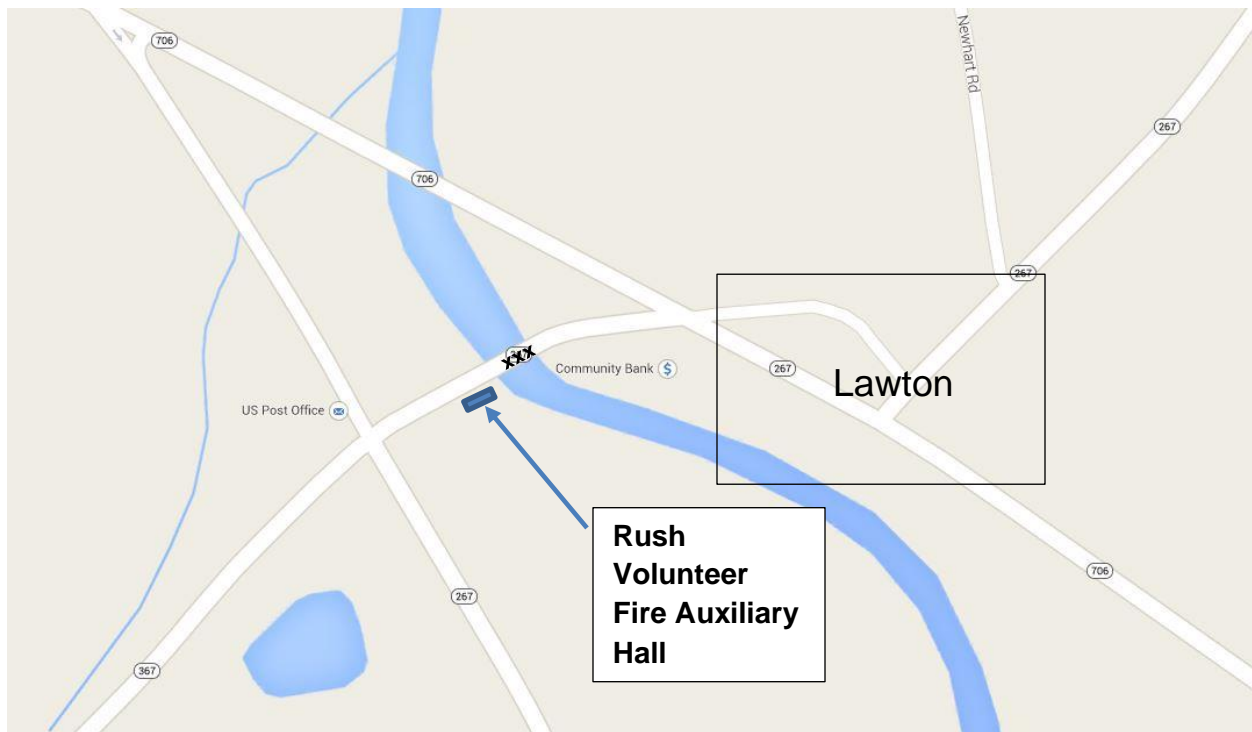 706
Newhart Rd
267
706
267
xxx
Community Bank
$
267
Lawton
US Post Office
Rush
Volunteer
Fire Auxiliary
Hall
706
267
367